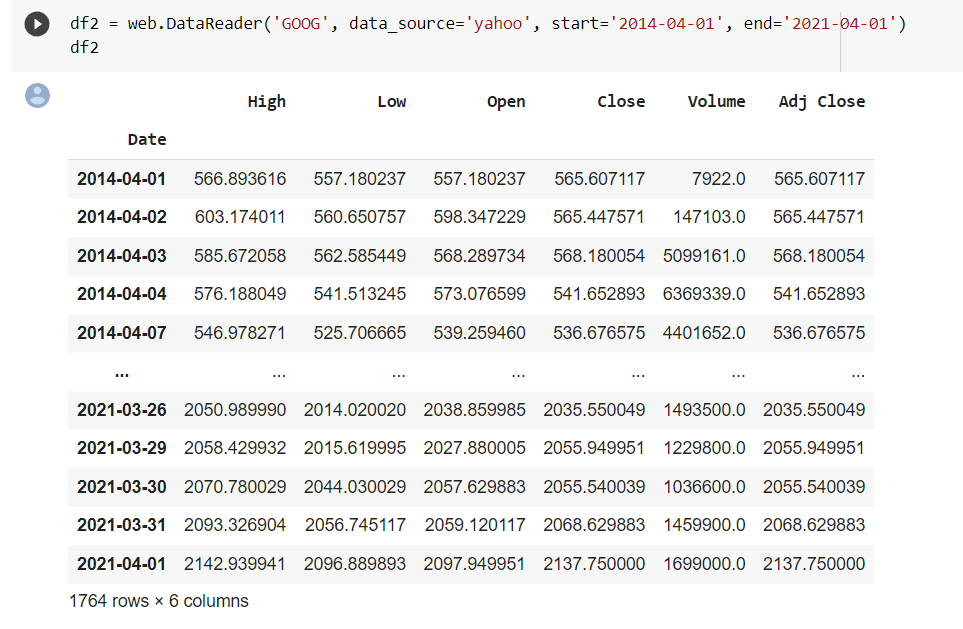 df2 = web.DataReader('GOOG', data_source='yahoo', start='2014-04-01', end='2021-04-01')
df2
High Low Open Close Volume Adj Close
Date
2014-04-01 566.893616 557.180237 557.180237 565.607117 7922.0 565.607117
2014-04-02 603.174011 560.650757 598.347229 565.447571 147103.0 565.447571
2014-04-03 585.672058 562.585449 568.289734 568.180054 5099161.0 568.180054
2014-04-04 576.188049 541.513245 573.076599 541.652893 6369339.0 541.652893
2014-04-07 546.978271 525.706665 539.259460 536.676575 4401652.0 536.676575
... ... ... ... ... ... ...
2021-03-26 2050.989990 2014.020020 2038.859985 2035.550049 1493500.0 2035.550049
2021-03-29 2058.429932 2015.619995 2027.880005 2055.949951 1229800.0 2055.949951
2021-03-30 2070.780029 2044.030029 2057.629883 2055.540039 1036600.0 2055.540039
2021-03-31 2093.326904 2056.745117 2059.120117 2068.629883 1459900.0 2068.629883
2021-04-01 2142.939941 2096.889893 2097.949951 2137.750000 1699000.0 2137.750000
1764 rows × 6 columns